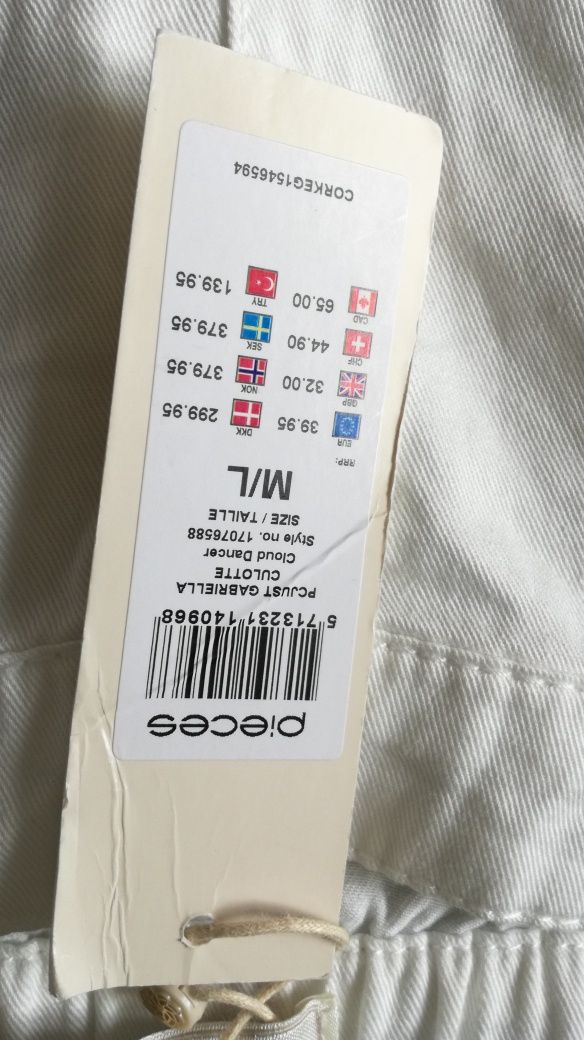 pieces
5 713231 140968
PCJUST GABRIELLA
CULOTTE
Cloud Dancer
Style no. 17076588
SIZE / TAILLE
M/L
RRP:
EUR 39.95 DKK 299.95
GBP 32.00 NOK 379.95
CHF 44.90 SEK 379.95
CAD 65.00 TRY 139.95
CORKEG1546594